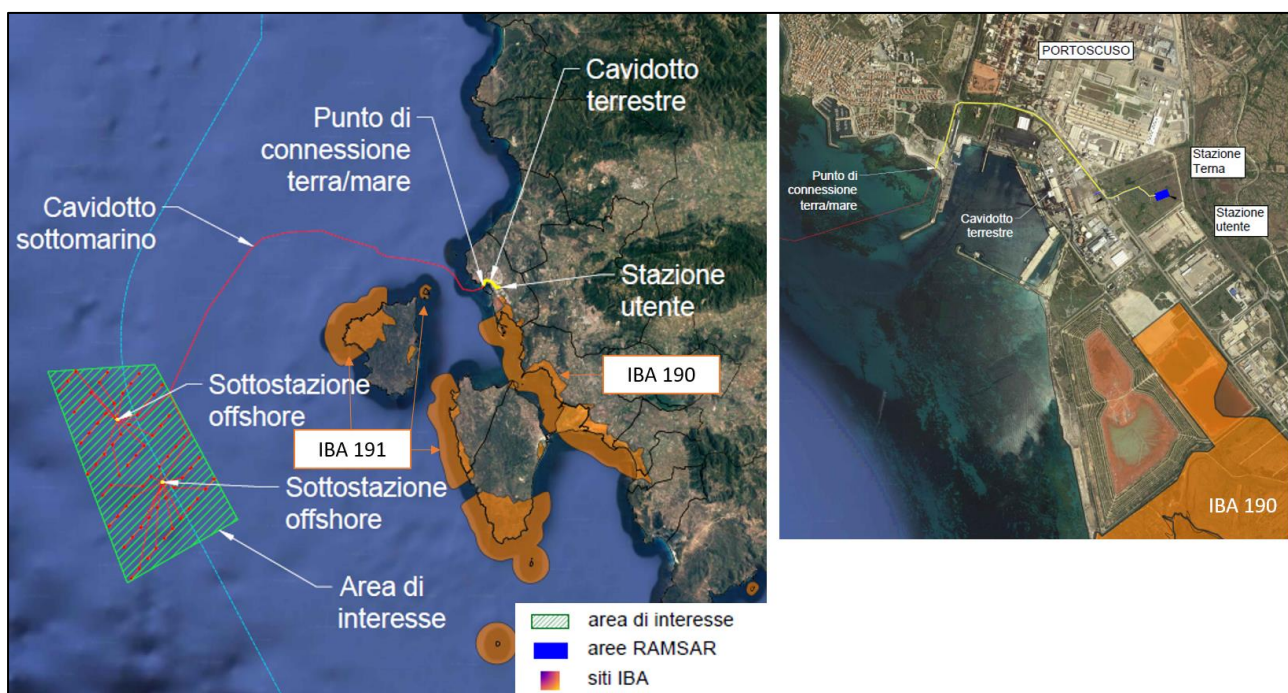 Cavidotto
terrestre
Punto di
connessione
terra/mare
Cavidotto
sottomarino
Stazione
utente
Sottostazione
offshore
IBA 190
IBA 191
Sottostazione
offshore
Area di
interesse
area di interesse
aree RAMSAR
siti IBA
PORTOSCUSO
Stazione
Terna
Punto di
connessione
terra/mare
Cavidotto
terrestre
Stazione
utente
IBA 190